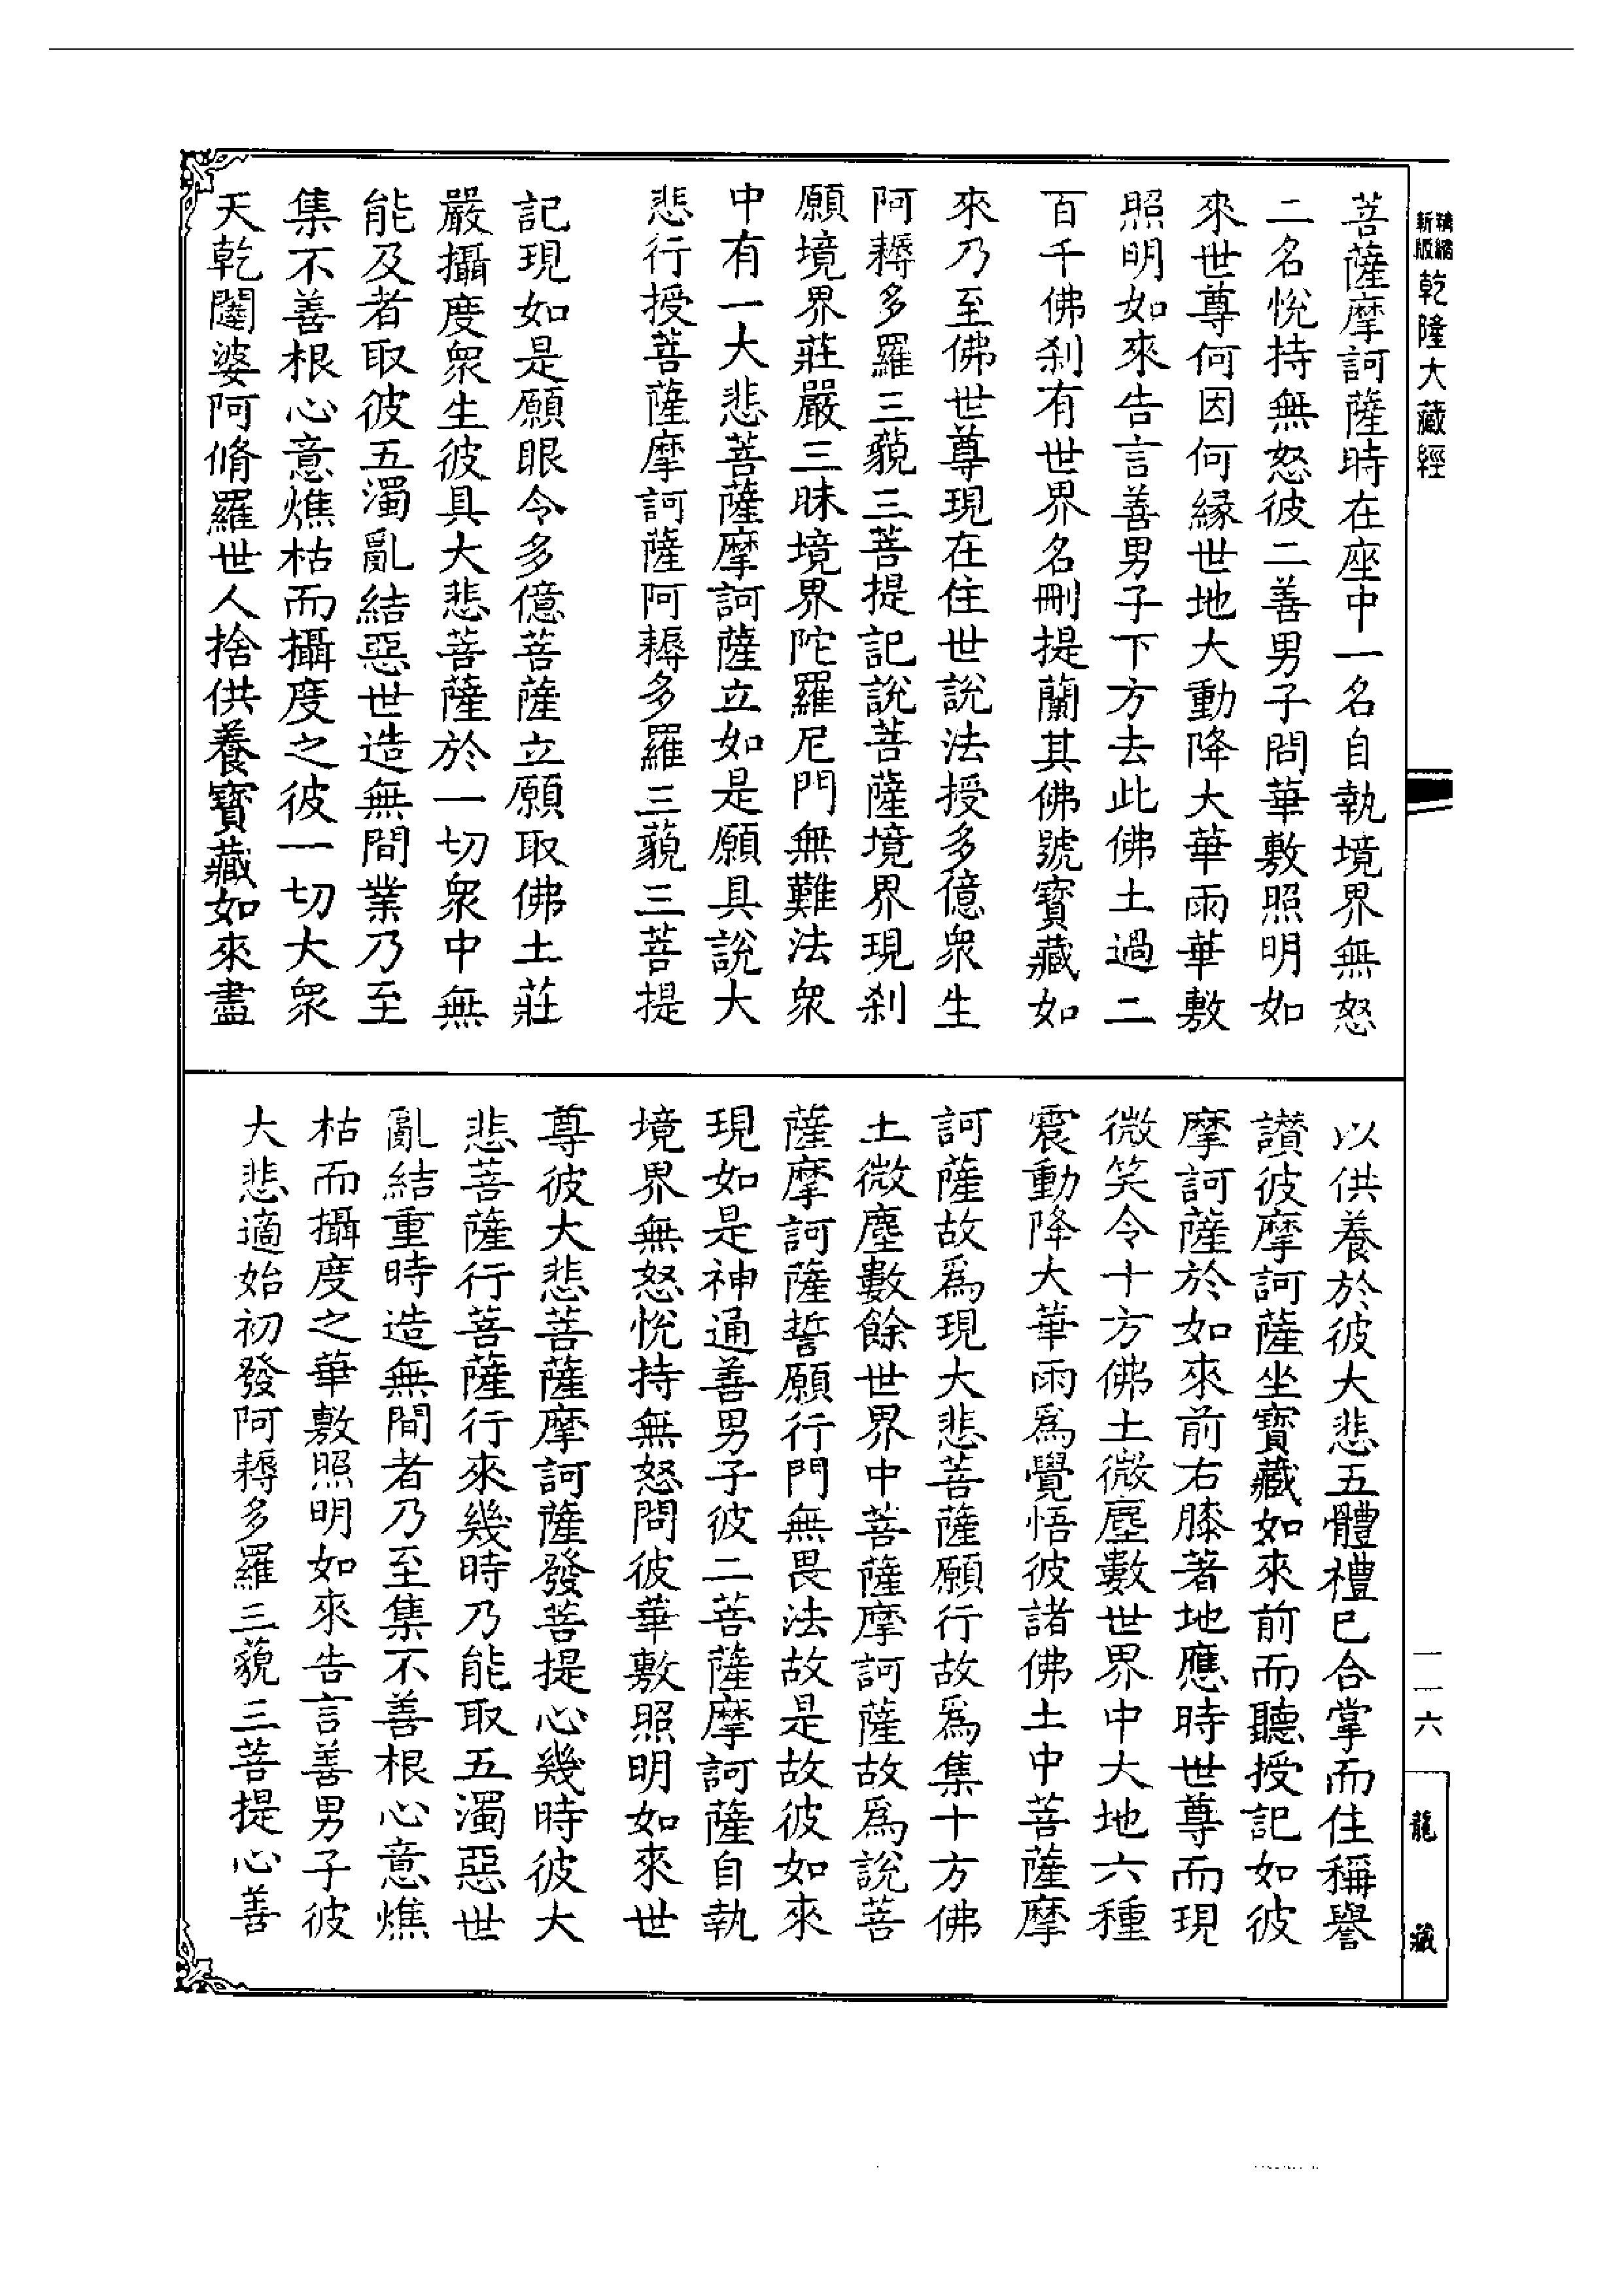 精縮新版乾隆大藏經
菩薩摩訶薩時在座中一名自執境界無怒
二名悅持無怒彼二善男子問華敷照明如
來世尊何因何緣世地大動降大華雨華敷
照明如來告言善男子下方去此佛土過二
百千佛刹有世界名刪提蘭其佛號寶藏如
來乃至佛世尊現在住世說法授多億衆生
阿耨多羅三藐三菩提記說菩薩境界現刹
願境界莊嚴三昧境界陀羅尼門無難法衆
中有一大悲菩薩摩訶薩立如是願具說大
悲行授菩薩摩訶薩阿耨多羅三藐三菩提
記現如是願眼令多億菩薩立願取佛土莊
嚴攝度衆生彼具大悲菩薩於一切衆中無
能及者取彼五濁亂結惡世造無間業乃至
集不善根心意燋枯而攝度之彼一切大衆
天乾闥婆阿脩羅世人捨供養寶藏如來盡
以供養於彼大悲五體禮已合掌而住稱譽
讃彼摩訶薩坐寶藏如來前而聽授記如彼
摩訶薩於如來前右膝著地應時世尊而現
微笑令十方佛土微塵數世界中大地六種
震動降大華雨爲覺悟彼諸佛土中菩薩摩
訶薩故爲現大悲菩薩願行故爲集十方佛
土微塵數餘世界中菩薩摩訶薩故爲說菩
薩摩訶薩誓願行門無畏法故是故彼如來
現如是神通善男子彼二菩薩摩訶薩自執
境界無怒悅持無怒問彼華敷照明如來世
尊彼大悲菩薩摩訶薩發菩提心幾時彼大
悲菩薩行菩薩行來幾時乃能取五濁惡世
亂結重時造無間者乃至集不善根心意燋
枯而攝度之華敷照明如來告言善男子彼
大悲適始初發阿耨多羅三藐三菩提心善
一一六
龍藏